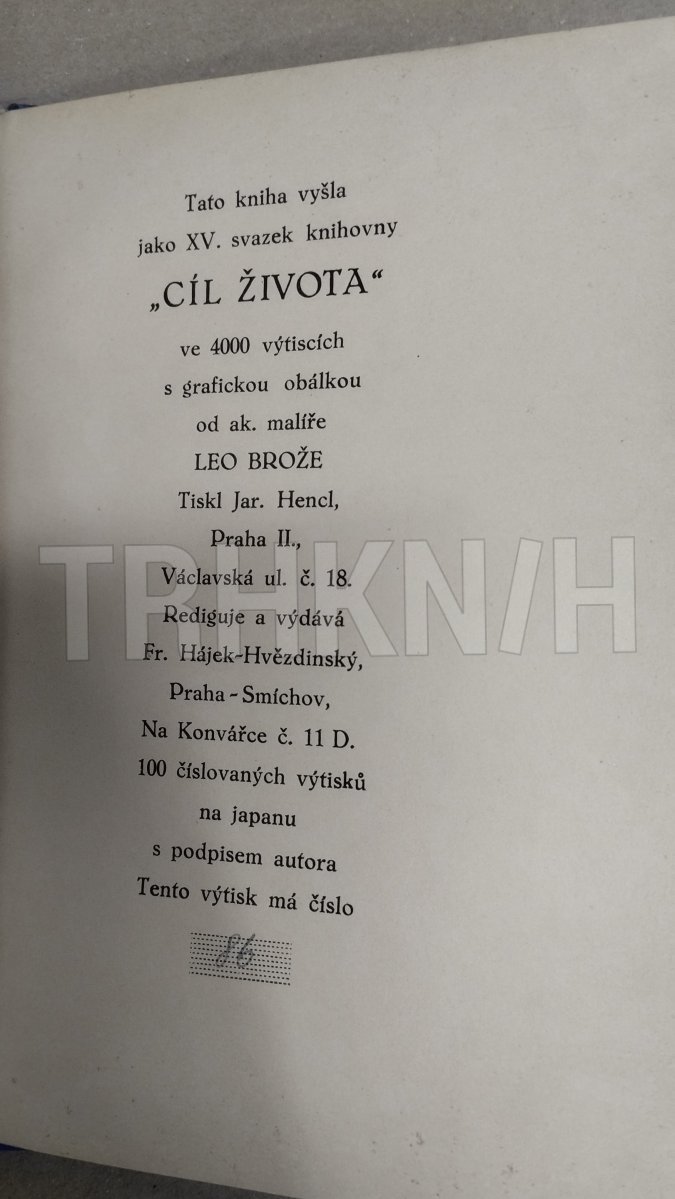 Tato kniha vyšla
jako XV. svazek knihovny
„CÍL ŽIVOTA“
ve 4000 výtiscích
s grafickou obálkou
od ak. malíře
LEO BROŽE
Tiskl Jar. Hencl,
Praha II.,
Václavská ul. č. 18.
Rediguje a výdává
Fr. Hájek-Hvězdinský,
Praha-Smíchov,
Na Konvářce č. 11 D.
100 číslovaných výtisků
na japanu
s podpisem autora
Tento výtisk má číslo
86
TRHKN/H